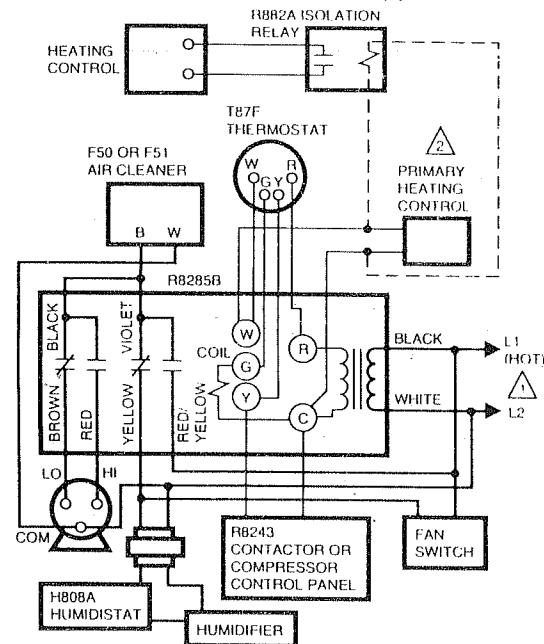 R882A ISOLATION
RELAY
HEATING
CONTROL
T87F
THERMOSTAT
W
R
G Y
2
F50 OR F51
AIR CLEANER
B W
PRIMARY
HEATING
CONTROL
R8285B
BLACK
VIOLET
BROWN
RED
YELLOW
RED/
YELLOW
COIL
W
G
Y
R
C
BLACK
WHITE
L1
(HOT)
1
L2
LO
HI
COM
R8243
CONTACTOR OR
COMPRESSOR
CONTROL PANEL
FAN
SWITCH
H808A
HUMIDISTAT
HUMIDIFIER